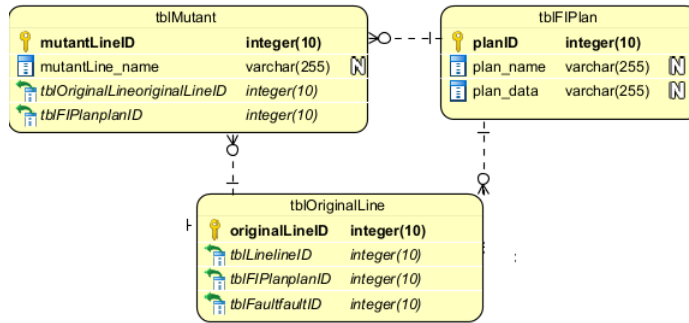 tblMutant
mutantLineID integer(10)
mutantLine_name varchar(255) N
tblOriginalLineoriginalLineID integer(10)
tblFIPlanplanID integer(10)
tblFIPlan
planID integer(10)
plan_name varchar(255) N
plan_data varchar(255) N
tblOriginalLine
originalLineID integer(10)
tblLinelineID integer(10)
tblFIPlanplanID integer(10)
tblFaultfaultID integer(10)